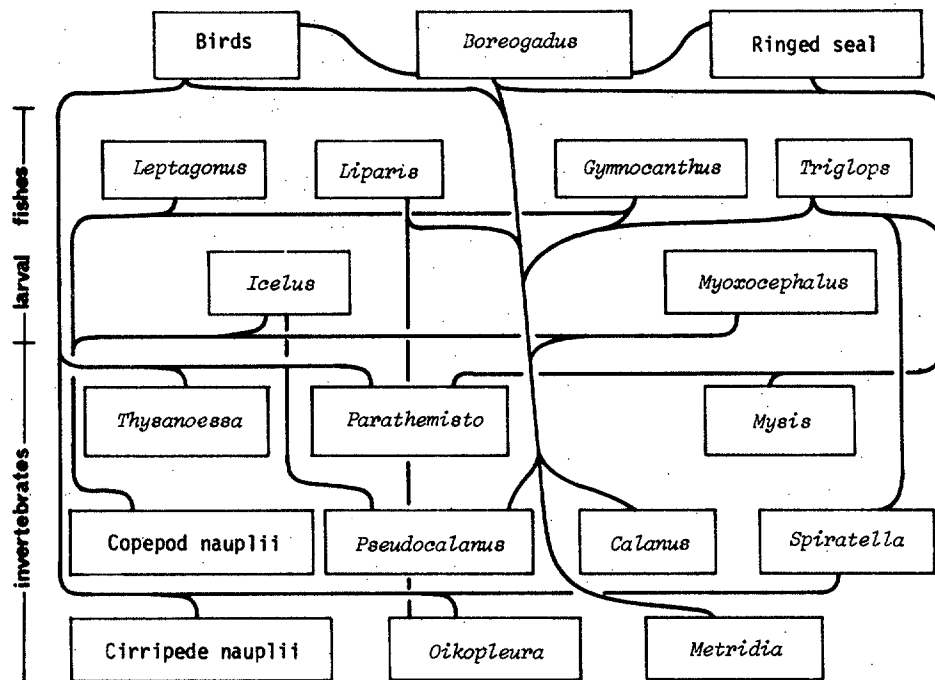 Birds
Boreogadus
Ringed seal
Leptagonus
Liparis
Gymnocanthus
Triglops
Icelus
Myoxocephalus
Thysanoessa
Parathemisto
Mysis
Copepod nauplii
Pseudocalanus
Calanus
Spiratella
Cirripede nauplii
Oikopleura
Metridia
larval fishes
invertebrates